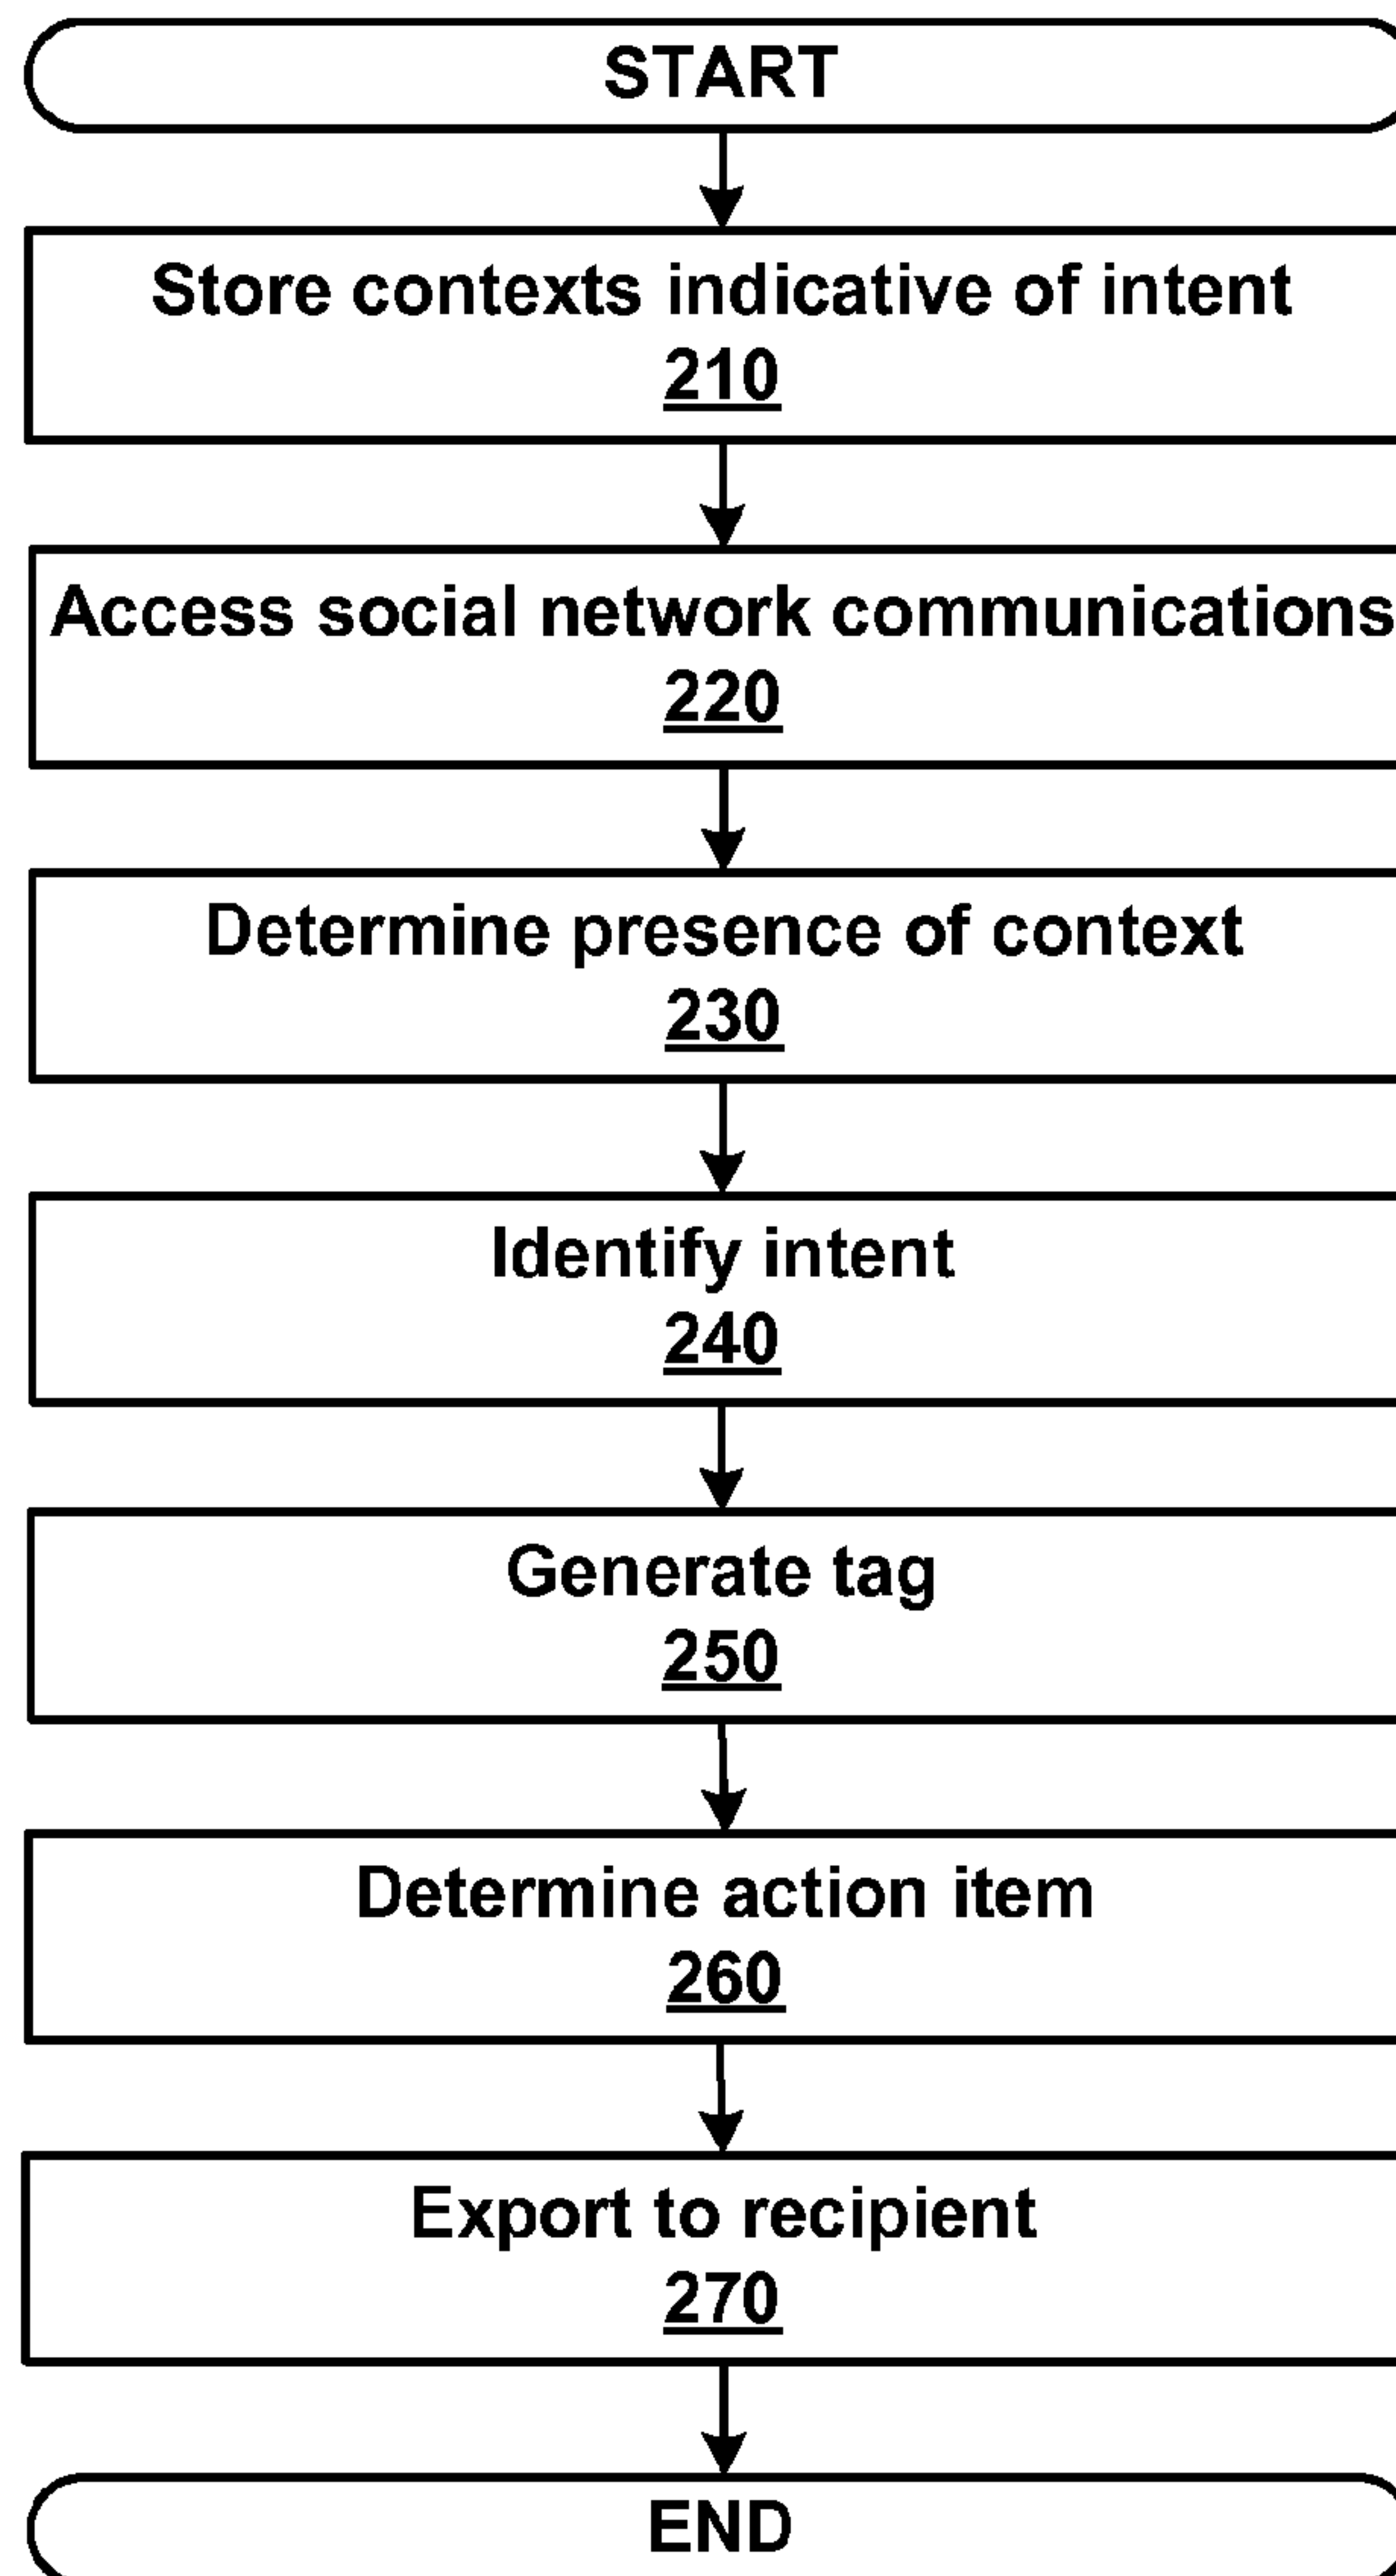 START
Store contexts indicative of intent
210
Access social network communications
220
Determine presence of context
230
Identify intent
240
Generate tag
250
Determine action item
260
Export to recipient
270
END